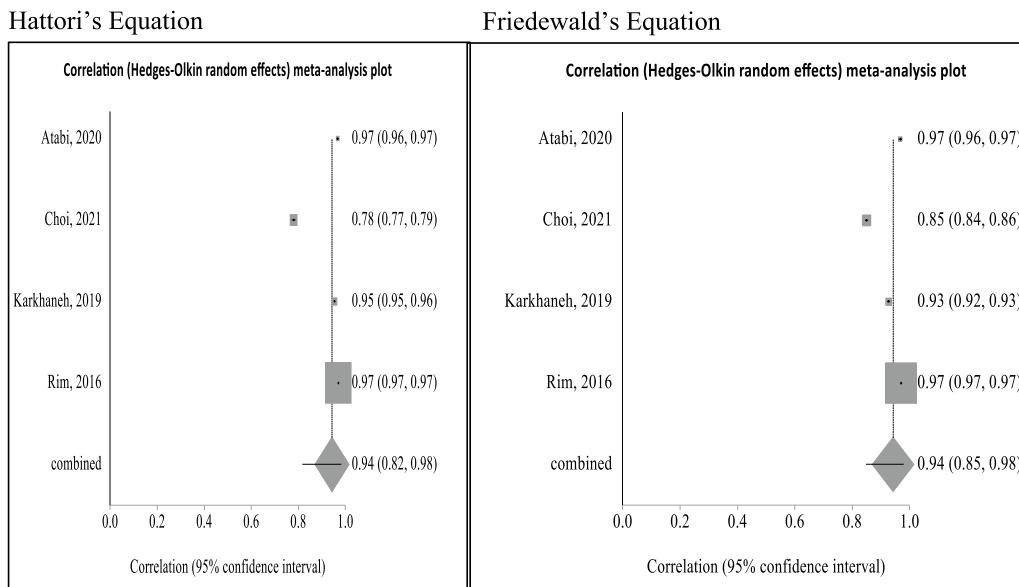 Hattori’s Equation
Correlation (Hedges-Olkin random effects) meta-analysis plot
Atabi, 2020 0.97 (0.96, 0.97)
Choi, 2021 0.78 (0.77, 0.79)
Karkhaneh, 2019 0.95 (0.95, 0.96)
Rim, 2016 0.97 (0.97, 0.97)
combined 0.94 (0.82, 0.98)
0.0 0.2 0.4 0.6 0.8 1.0
Correlation (95% confidence interval)
Friedewald’s Equation
Correlation (Hedges-Olkin random effects) meta-analysis plot
Atabi, 2020 0.97 (0.96, 0.97)
Choi, 2021 0.85 (0.84, 0.86)
Karkhaneh, 2019 0.93 (0.92, 0.93)
Rim, 2016 0.97 (0.97, 0.97)
combined 0.94 (0.85, 0.98)
0.0 0.2 0.4 0.6 0.8 1.0
Correlation (95% confidence interval)